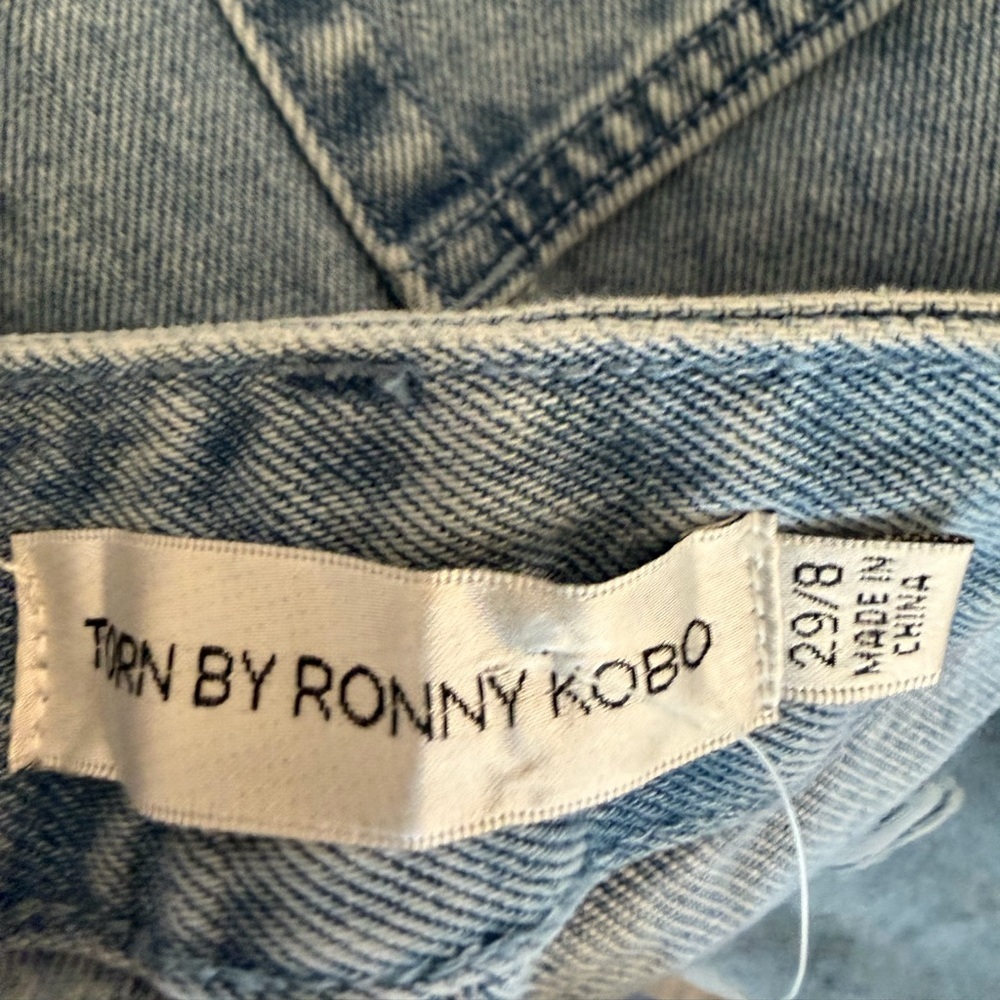 TORN BY RONNY KOBO
29/8
MADE IN
CHINA